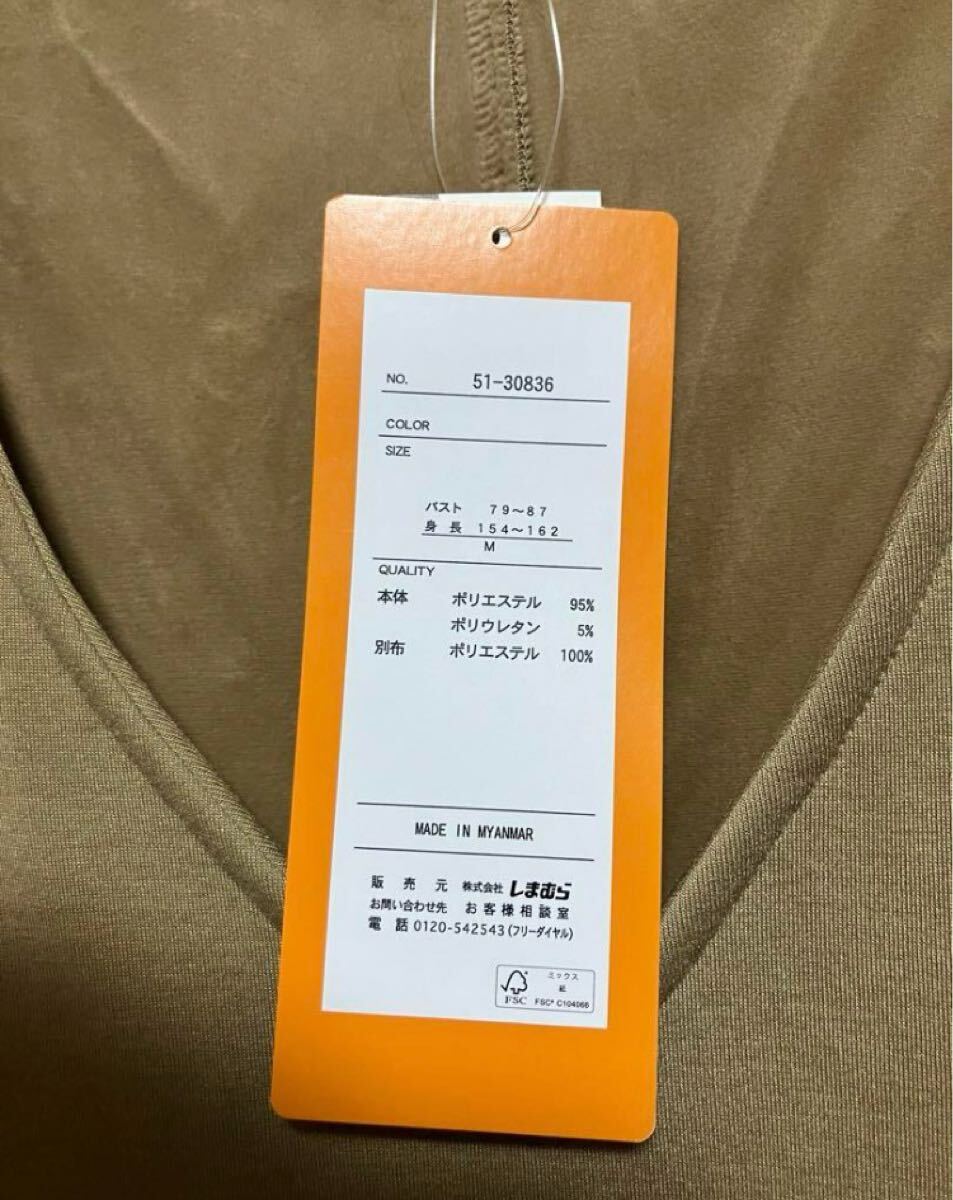 NO. 51-30836
COLOR
SIZE
バスト 79~87
身長 154~162
M
QUALITY
本体 ポリエステル 95%
ポリウレタン 5%
別布 ポリエステル 100%
MADE IN MYANMAR
販売元 株式会社 しまむら
お問い合わせ先 お客様相談室
電話 0120-542543(フリーダイヤル)
ミックス
紙
FSC FSC® C104066